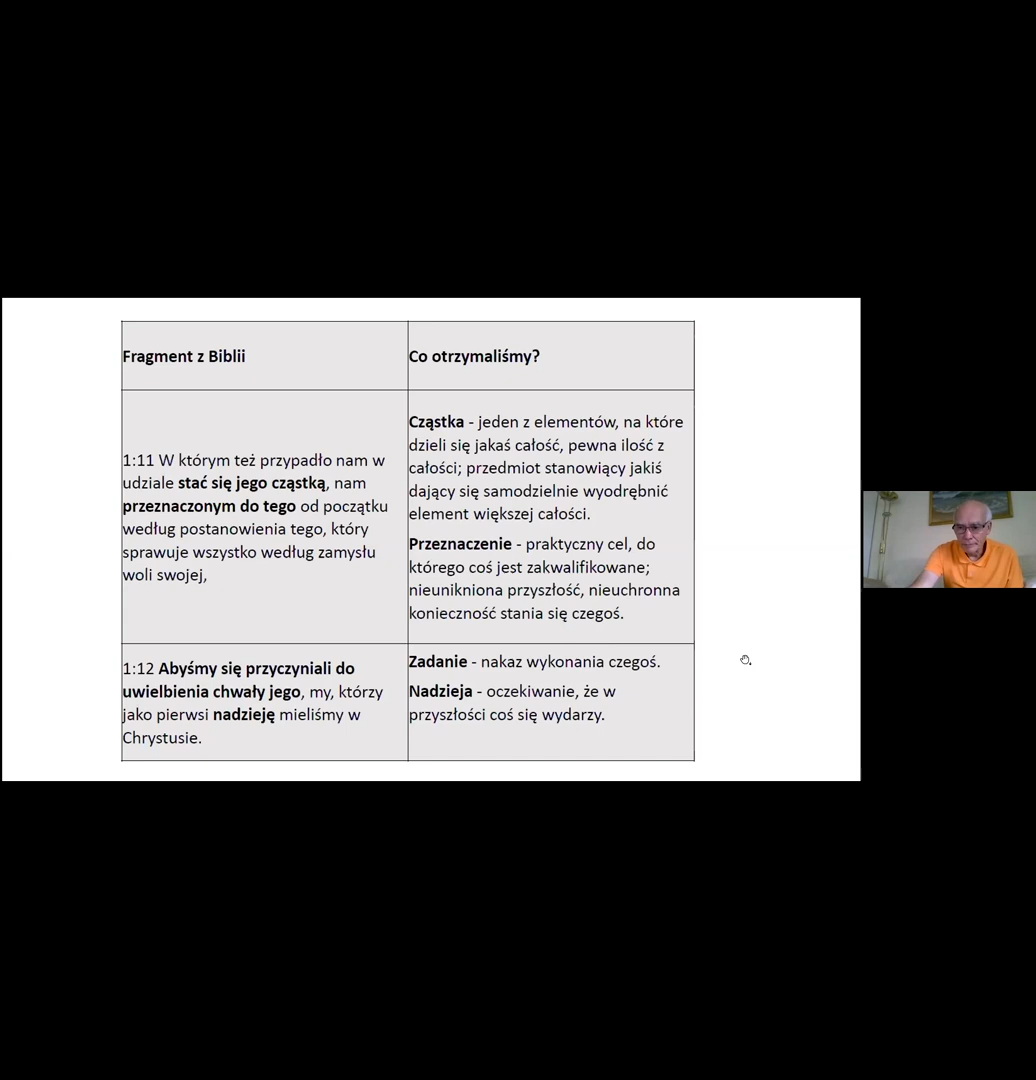 Fragment z Biblii
Co otrzymaliśmy?
1:11 W którym też przypadło nam w
udziale stać się jego cząstką, nam
przeznaczonym do tego od początku
według postanowienia tego, który
sprawuje wszystko według zamysłu
woli swojej,
Cząstka - jeden z elementów, na które
dzieli się jakaś całość, pewna ilość z
całości; przedmiot stanowiący jakiś
dający się samodzielnie wyodrębnić
element większej całości.
Przeznaczenie - praktyczny cel, do
którego coś jest zakwalifikowane;
nieunikniona przyszłość, nieuchronna
konieczność stania się czegoś.
1:12 Abyśmy się przyczyniali do
uwielbienia chwały jego, my, którzy
jako pierwsi nadzieję mieliśmy w
Chrystusie.
Zadanie - nakaz wykonania czegoś.
Nadzieja - oczekiwanie, że w
przyszłości coś się wydarzy.